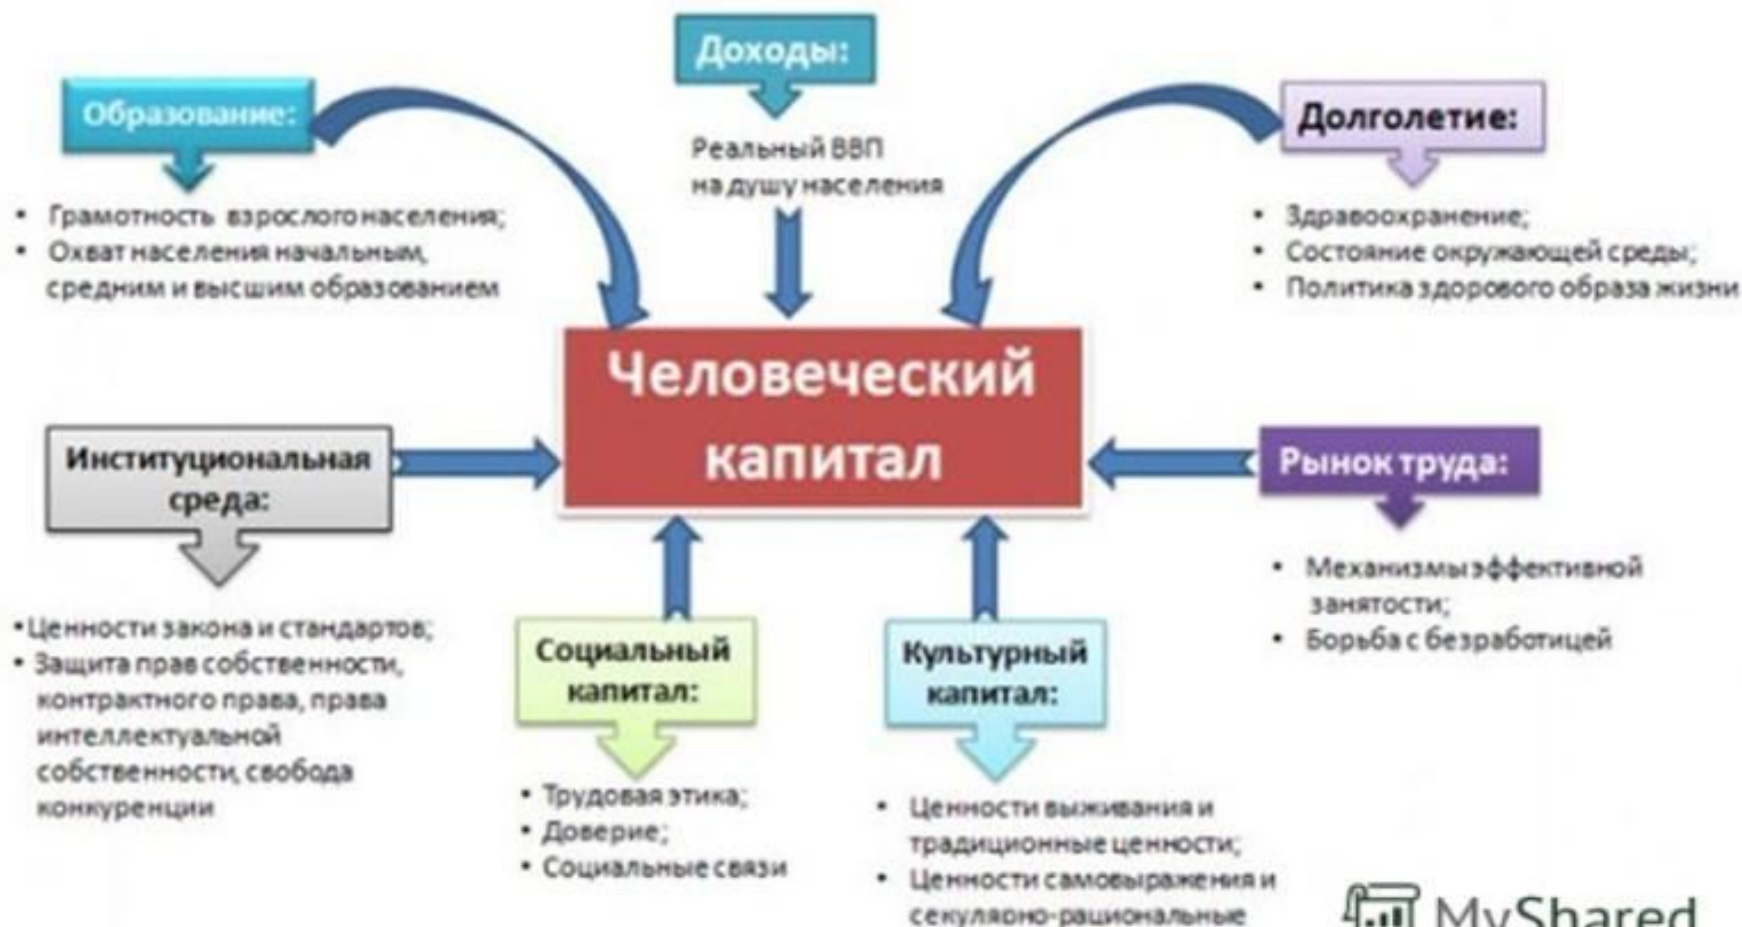 Доходы:
Реальный ВВП
на душу населения
Образование:
• Грамотность взрослого населения;
• Охват населения начальным,
средним и высшим образованием
Долголетие:
• Здравоохранение;
• Состояние окружающей среды;
• Политика здорового образа жизни
Человеческий
капитал
Институциональная
среда:
• Ценности закона и стандартов;
• Защита прав собственности,
контрактного права, права
интеллектуальной
собственности, свобода
конкуренции
Рынок труда:
• Механизмы эффективной
занятости;
• Борьба с безработицей
Социальный
капитал:
• Трудовая этика;
• Доверие;
• Социальные связи
Культурный
капитал:
• Ценности выживания и
традиционные ценности;
• Ценности самовыражения и
секулярно-рациональные
MyShared